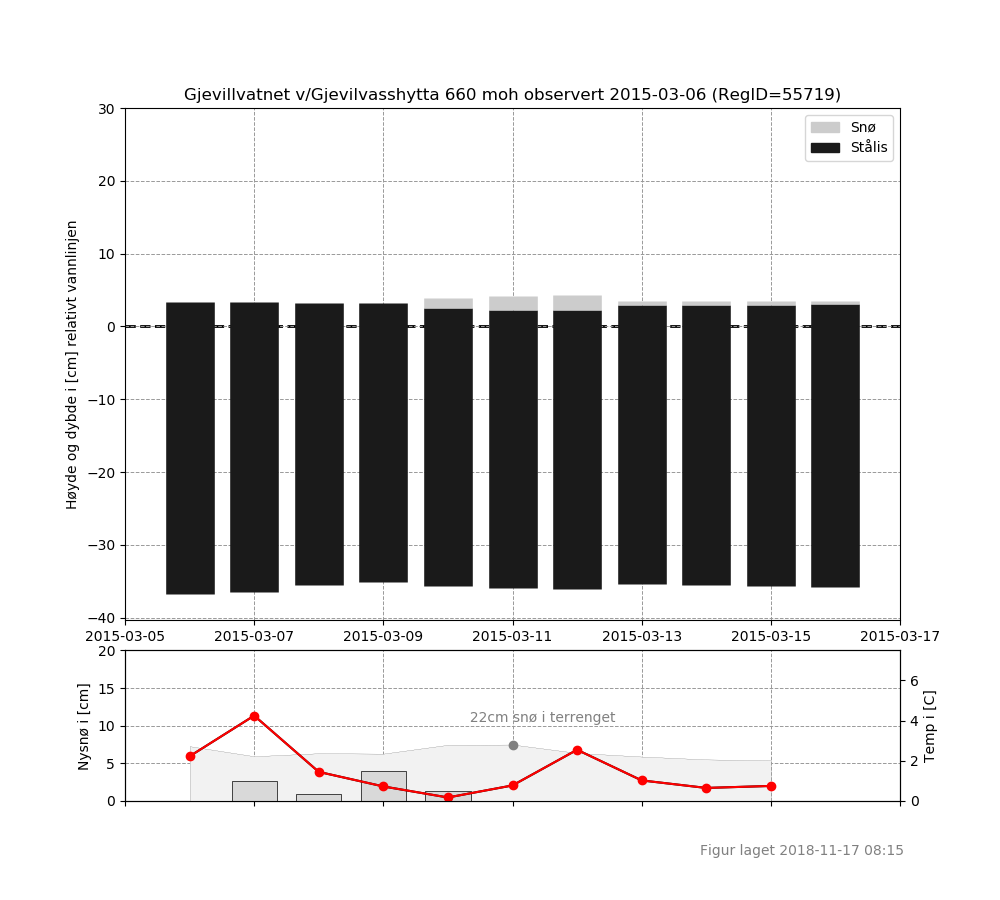 Gjevillvatnet v/Gjevilvasshytta 660 moh observert 2015-03-06 (RegID=55719)
30
20
10
0
−10
−20
−30
−40
Høyde og dybde i [cm] relativt vannlinjen
Snø
Stålis
2015-03-05 2015-03-07 2015-03-09 2015-03-11 2015-03-13 2015-03-15 2015-03-17
20
15
10
5
0
Nysnø i [cm]
22cm snø i terrenget
6
4
2
0
Temp i [C]
Figur laget 2018-11-17 08:15